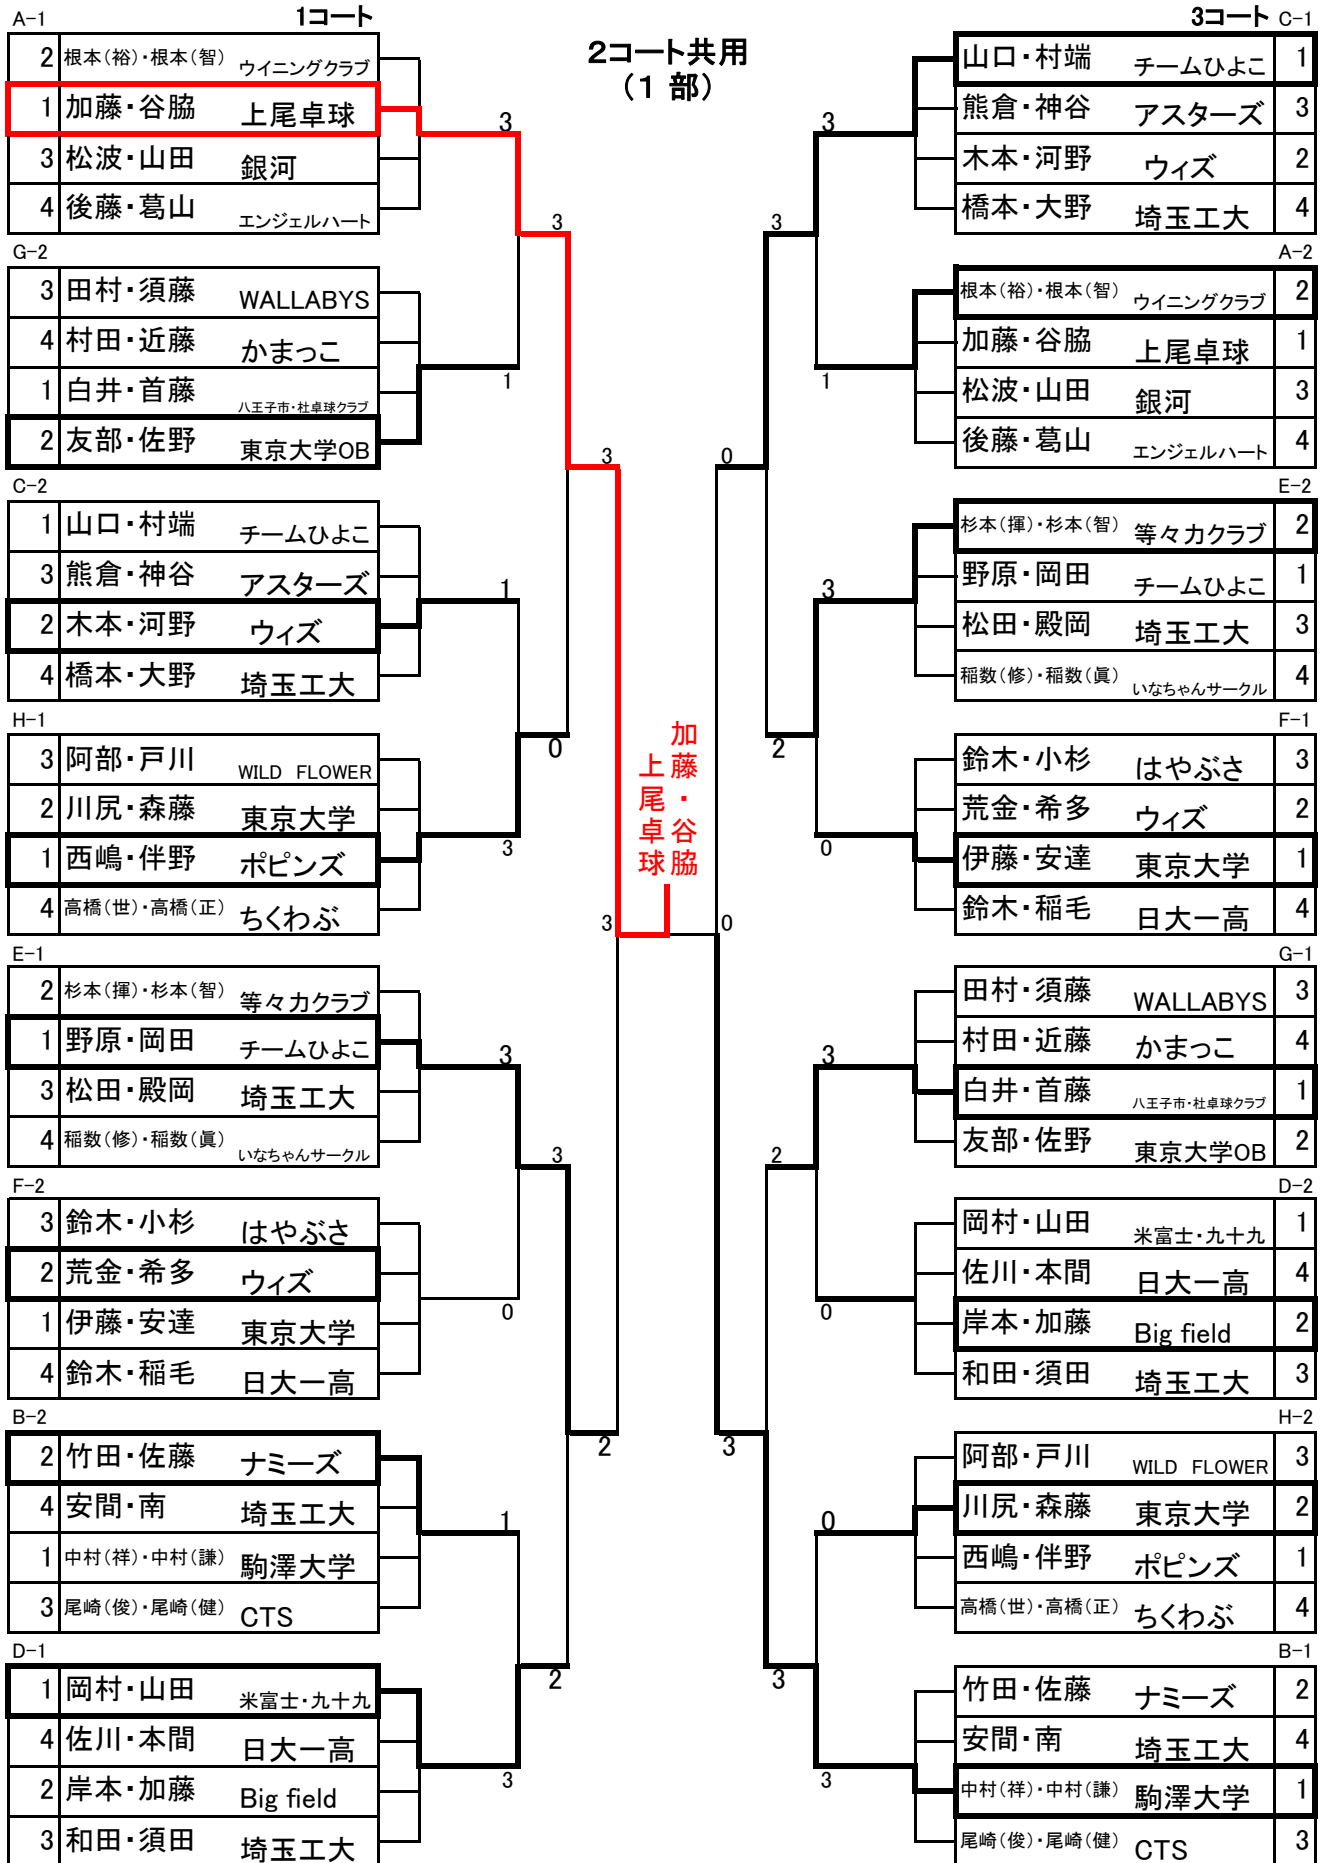 A-1 1コート
2コート共用
（1 部）
3コート C-1
2 根本（裕）・根本（智） ウイニングクラブ
1 加藤・谷脇 上尾卓球
3 松波・山田 銀河
4 後藤・葛山 エンジェルハート
3
3
G-2
3 田村・須藤 WALLABYS
4 村田・近藤 かまっこ
1 白井・首藤 八王子市・杜卓球クラブ
2 友部・佐野 東京大学OB
1
3
C-2
1 山口・村端 チームひよこ
3 熊倉・神谷 アスターズ
2 木本・河野 ウィズ
4 橋本・大野 埼玉工大
1
0
H-1
3 阿部・戸川 WILD FLOWER
2 川尻・森藤 東京大学
1 西嶋・伴野 ポピンズ
4 高橋（世）・高橋（正） ちくわぶ
3
3
E-1
2 杉本（揮）・杉本（智） 等々力クラブ
1 野原・岡田 チームひよこ
3 松田・殿岡 埼玉工大
4 稲数（修）・稲数（眞） いなちゃんサークル
3
3
F-2
3 鈴木・小杉 はやぶさ
2 荒金・希多 ウィズ
1 伊藤・安達 東京大学
4 鈴木・稲毛 日大一高
0
2
B-2
2 竹田・佐藤 ナミーズ
4 安間・南 埼玉工大
1 中村（祥）・中村（謙） 駒澤大学
3 尾崎（俊）・尾崎（健） CTS
1
2
D-1
1 岡村・山田 米富士・九十九
4 佐川・本間 日大一高
2 岸本・加藤 Big field
3 和田・須田 埼玉工大
3
加藤・谷脇
上尾卓球
山口・村端 チームひよこ 1
熊倉・神谷 アスターズ 3
木本・河野 ウィズ 2
橋本・大野 埼玉工大 4
3
3
A-2
根本（裕）・根本（智） ウイニングクラブ 2
加藤・谷脇 上尾卓球 1
松波・山田 銀河 3
後藤・葛山 エンジェルハート 4
1
0
E-2
杉本（揮）・杉本（智） 等々力クラブ 2
野原・岡田 チームひよこ 1
松田・殿岡 埼玉工大 3
稲数（修）・稲数（眞） いなちゃんサークル 4
3
2
F-1
鈴木・小杉 はやぶさ 3
荒金・希多 ウィズ 2
伊藤・安達 東京大学 1
鈴木・稲毛 日大一高 4
0
0
G-1
田村・須藤 WALLABYS 3
村田・近藤 かまっこ 4
白井・首藤 八王子市・杜卓球クラブ 1
友部・佐野 東京大学OB 2
3
2
D-2
岡村・山田 米富士・九十九 1
佐川・本間 日大一高 4
岸本・加藤 Big field 2
和田・須田 埼玉工大 3
0
3
H-2
阿部・戸川 WILD FLOWER 3
川尻・森藤 東京大学 2
西嶋・伴野 ポピンズ 1
高橋（世）・高橋（正） ちくわぶ 4
0
3
B-1
竹田・佐藤 ナミーズ 2
安間・南 埼玉工大 4
中村（祥）・中村（謙） 駒澤大学 1
尾崎（俊）・尾崎（健） CTS 3
3